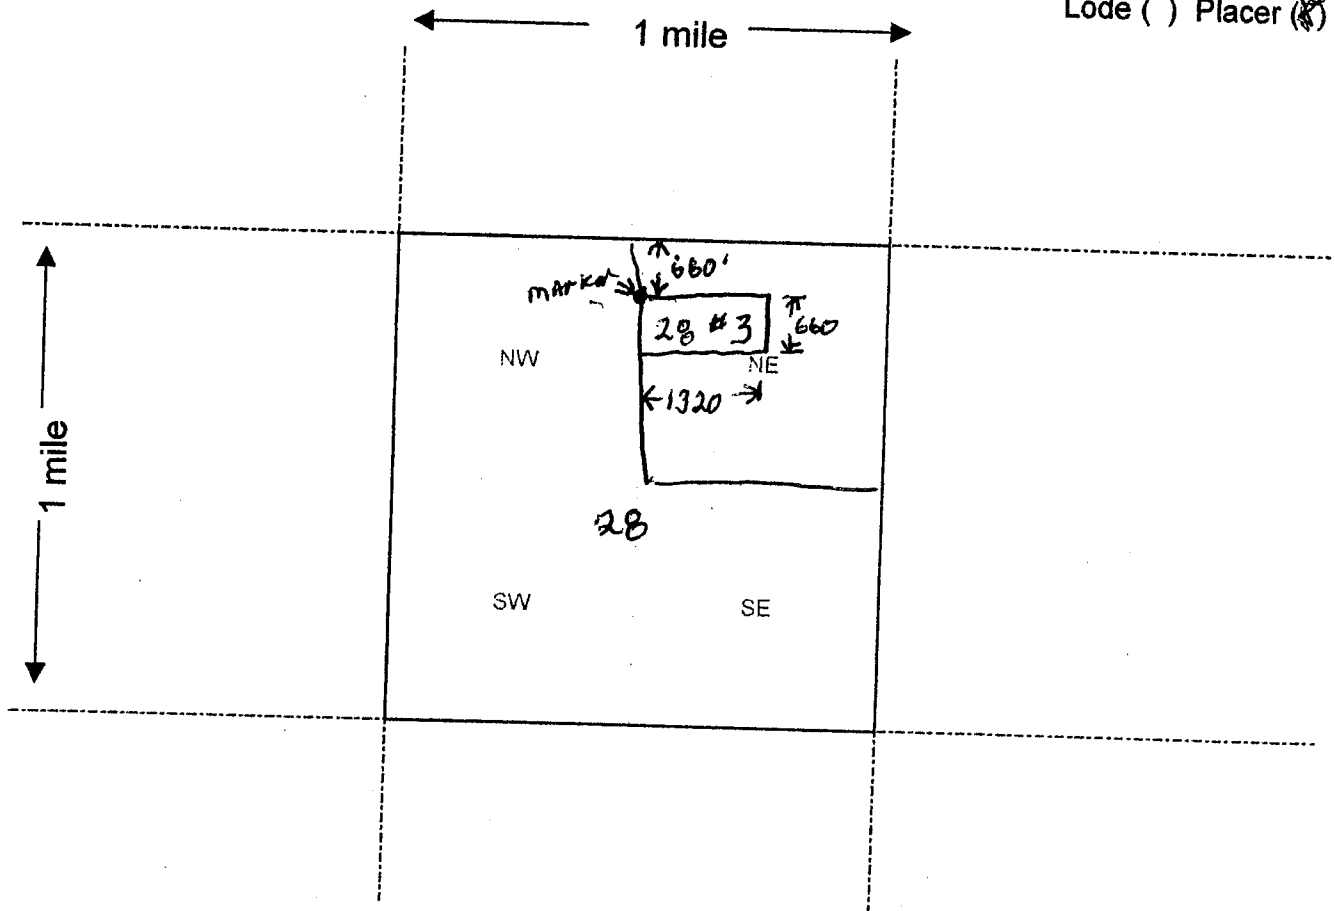 Lode ( ) Placer (X)
1 mile
660'
MARKER
28 #3
660
NW
NE
1320
1 mile
28
SW
SE